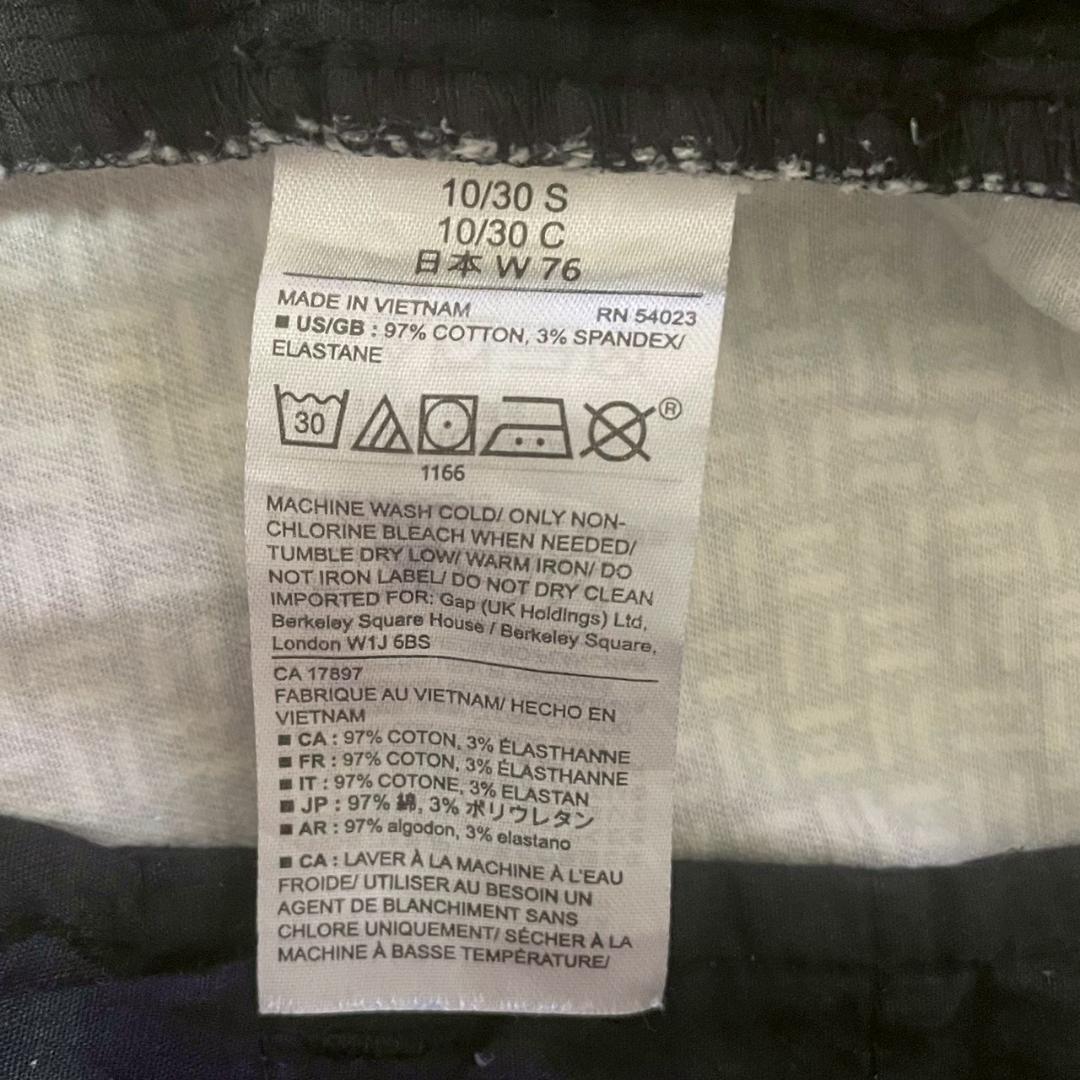 10/30 S
10/30 C
日本 W 76
MADE IN VIETNAM RN 54023
■ US/GB : 97% COTTON, 3% SPANDEX/
ELASTANE
30
®
1166
MACHINE WASH COLD/ ONLY NON-
CHLORINE BLEACH WHEN NEEDED/
TUMBLE DRY LOW/ WARM IRON/ DO
NOT IRON LABEL/ DO NOT DRY CLEAN
IMPORTED FOR: Gap (UK Holdings) Ltd,
Berkeley Square House / Berkeley Square,
London W1J 6BS
CA 17897
FABRIQUE AU VIETNAM/ HECHO EN
VIETNAM
■ CA : 97% COTON, 3% ÉLASTHANNE
■ FR : 97% COTON, 3% ÉLASTHANNE
■ IT : 97% COTONE, 3% ELASTAN
■ JP : 97% 綿, 3% ポリウレタン
■ AR : 97% algodon, 3% elastano
■ CA : LAVER À LA MACHINE À L'EAU
FROIDE/ UTILISER AU BESOIN UN
AGENT DE BLANCHIMENT SANS
CHLORE UNIQUEMENT/ SÉCHER À LA
MACHINE À BASSE TEMPÉRATURE/